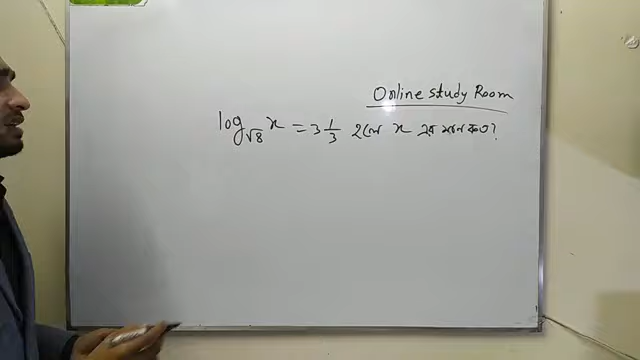 Online Study Room
log√8 x = 3 1/3 হলে x এর মান কত?